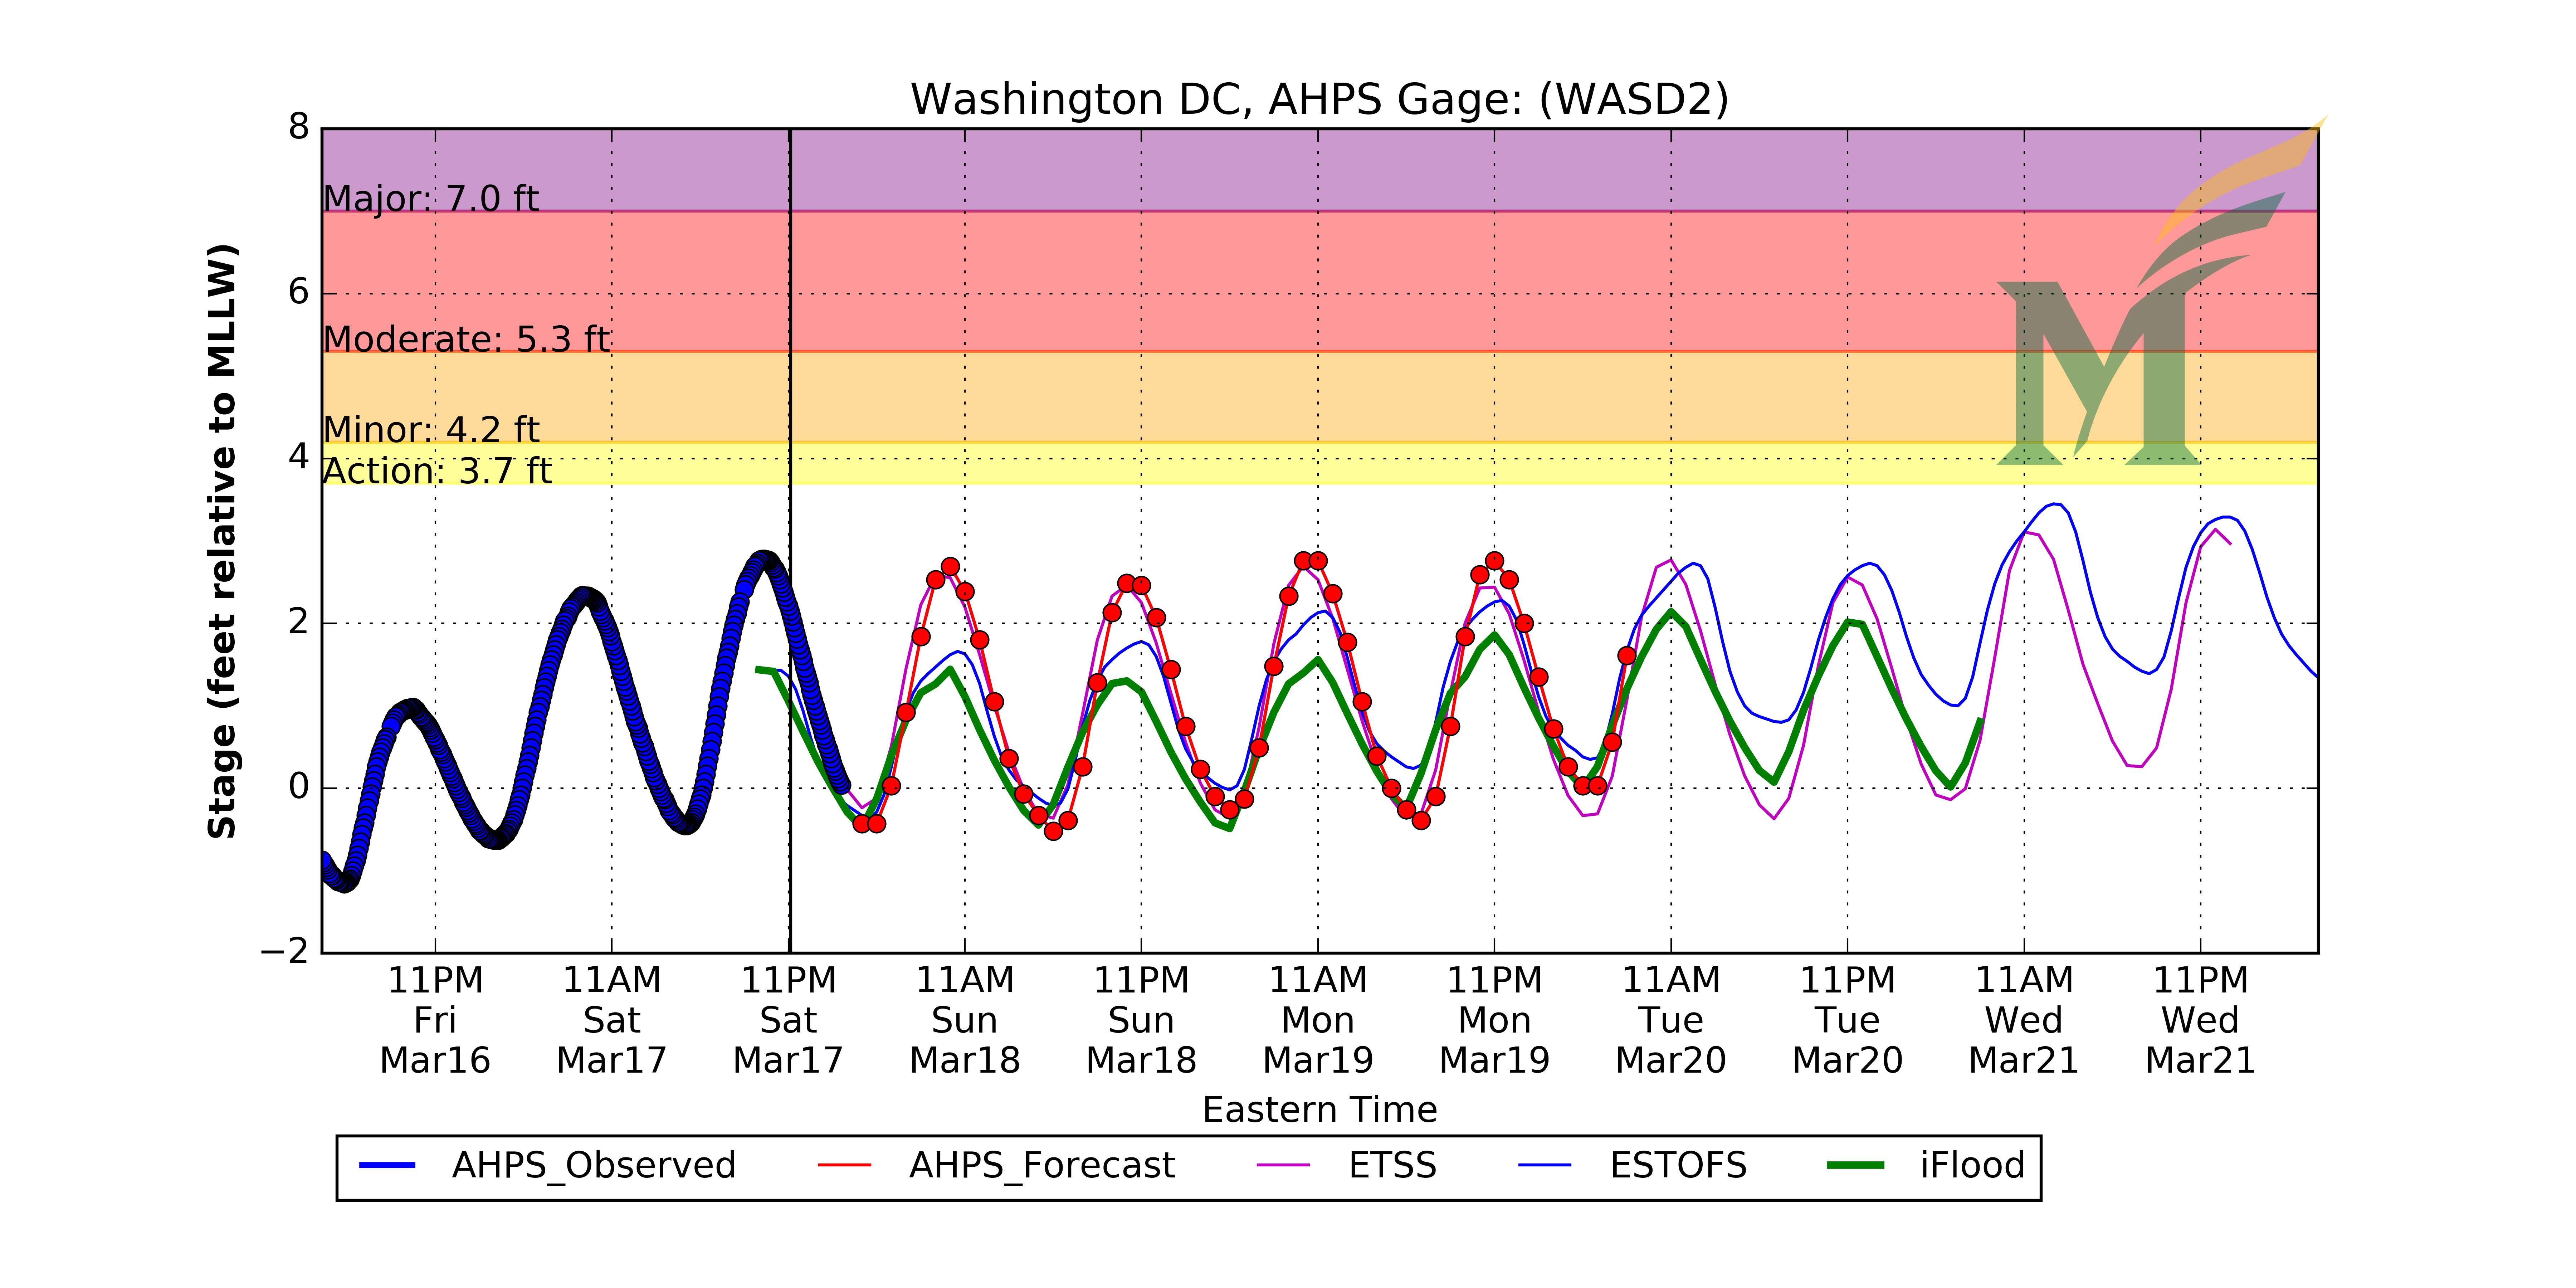 Washington DC, AHPS Gage: (WASD2)
Stage (feet relative to MLLW)
8
6
4
2
0
−2
Major: 7.0 ft
Moderate: 5.3 ft
Minor: 4.2 ft
Action: 3.7 ft
11PM 11AM 11PM 11AM 11PM 11AM 11PM 11AM 11PM 11AM 11PM
Fri Sat Sat Sun Sun Mon Mon Tue Tue Wed Wed
Mar16 Mar17 Mar17 Mar18 Mar18 Mar19 Mar19 Mar20 Mar20 Mar21 Mar21
Eastern Time
AHPS_Observed AHPS_Forecast ETSS ESTOFS iFlood
M